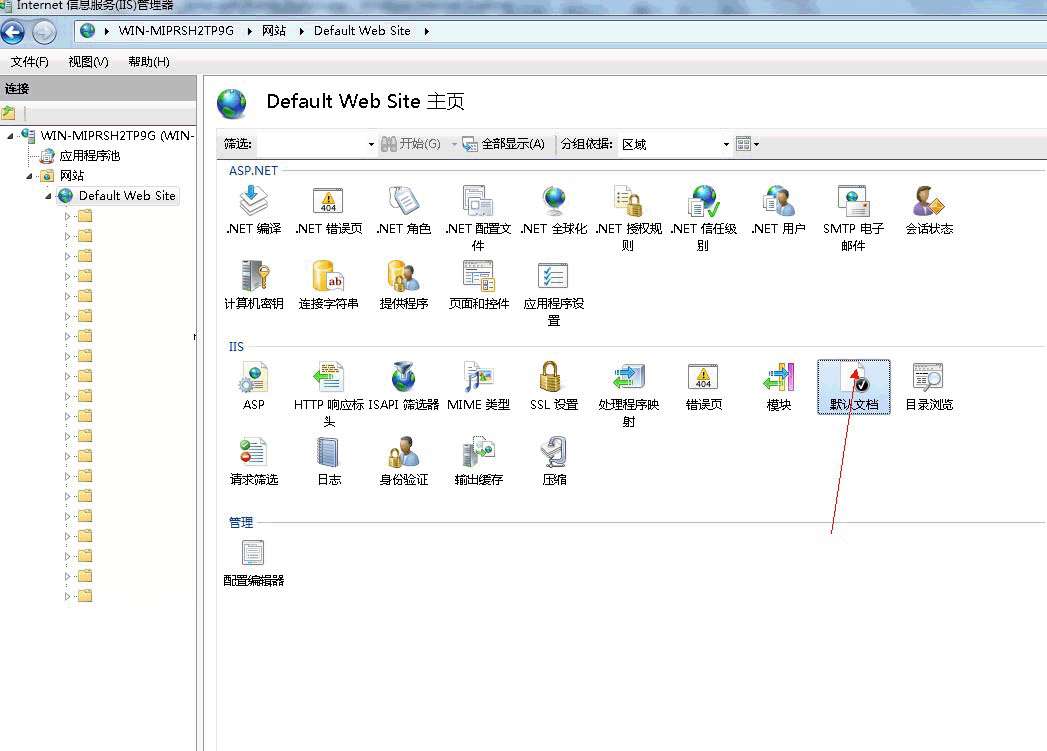 Internet 信息服务(IIS)管理器
WIN-MIPRSH2TP9G
网站
Default Web Site
文件(F)
视图(V)
帮助(H)
连接
WIN-MIPRSH2TP9G (WIN-
应用程序池
网站
Default Web Site
Default Web Site 主页
筛选:
开始(G)
全部显示(A)
分组依据:
区域
ASP.NET
.NET 编译
.NET 错误页
.NET 角色
.NET 配置文
件
.NET 全球化
.NET 授权规
则
.NET 信任级
别
.NET 用户
SMTP 电子
邮件
会话状态
计算机密钥
连接字符串
提供程序
页面和控件
应用程序设
置
IIS
ASP
HTTP 响应标
头
ISAPI 筛选器
MIME 类型
SSL 设置
处理程序映
射
错误页
模块
默认文档
目录浏览
请求筛选
日志
身份验证
输出缓存
压缩
管理
配置编辑器